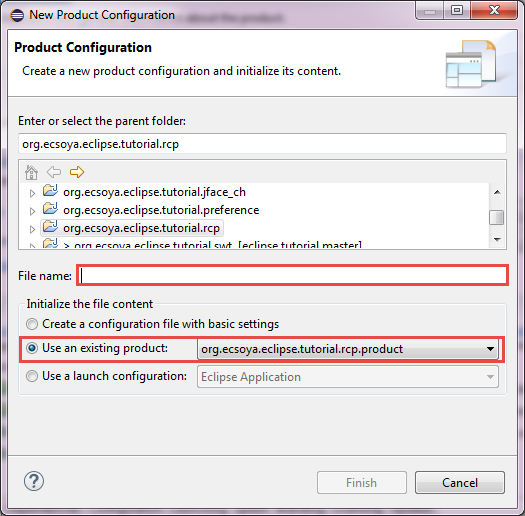 New Product Configuration
Product Configuration
Create a new product configuration and initialize its content.
Enter or select the parent folder:
org.ecsoya.eclipse.tutorial.rcp
org.ecsoya.eclipse.tutorial.jface_ch
org.ecsoya.eclipse.tutorial.preference
org.ecsoya.eclipse.tutorial.rcp
> org.ecsoya.eclipse.tutorial.swt [eclipse.tutorial master]
File name:
Initialize the file content
Create a configuration file with basic settings
Use an existing product: org.ecsoya.eclipse.tutorial.rcp.product
Use a launch configuration: Eclipse Application
? Finish Cancel